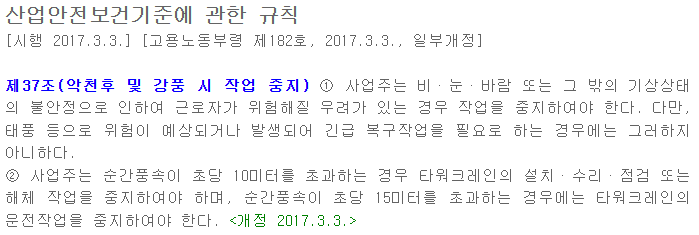 산업안전보건기준에 관한 규칙
[시행 2017.3.3.] [고용노동부령 제182호, 2017.3.3., 일부개정]
제37조(악천후 및 강풍 시 작업 중지) ① 사업주는 비ㆍ눈ㆍ바람 또는 그 밖의 기상상태
의 불안정으로 인하여 근로자가 위험해질 우려가 있는 경우 작업을 중지하여야 한다. 다만,
태풍 등으로 위험이 예상되거나 발생되어 긴급 복구작업을 필요로 하는 경우에는 그러하지
아니하다.
② 사업주는 순간풍속이 초당 10미터를 초과하는 경우 타워크레인의 설치ㆍ수리ㆍ점검 또는
해체 작업을 중지하여야 하며, 순간풍속이 초당 15미터를 초과하는 경우에는 타워크레인의
운전작업을 중지하여야 한다. <개정 2017.3.3.>